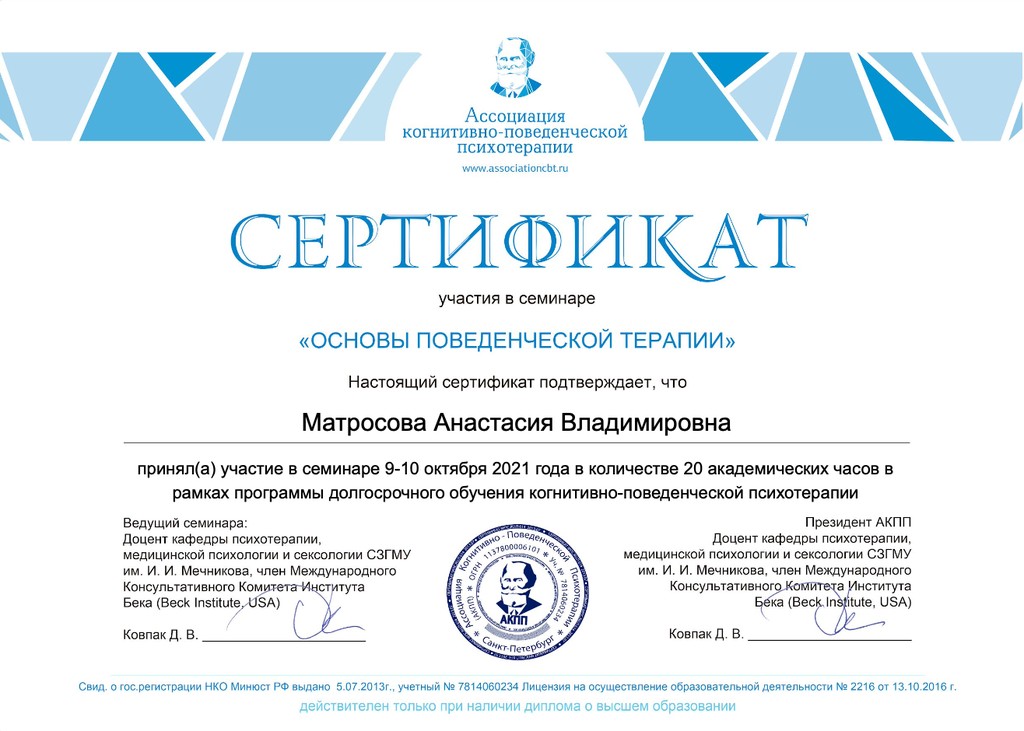 Ассоциация
когнитивно-поведенческой
психотерапии
www.associationcbt.ru
СЕРТИФИКАТ
участия в семинаре
«ОСНОВЫ ПОВЕДЕНЧЕСКОЙ ТЕРАПИИ»
Настоящий сертификат подтверждает, что
Матросова Анастасия Владимировна
принял(а) участие в семинаре 9-10 октября 2021 года в количестве 20 академических часов в
рамках программы долгосрочного обучения когнитивно-поведенческой психотерапии
Ведущий семинара:
Доцент кафедры психотерапии,
медицинской психологии и сексологии СЗГМУ
им. И. И. Мечникова, член Международного
Консультативного Комитета Института
Бека (Beck Institute, USA)
Ковпак Д. В.
Ассоциация Когнитивно-Поведенческой Психотерапии
(АКПП) * ОГРН 1137800006101 * Уч. № 7814060234
АКПП
* Санкт-Петербург *
Президент АКПП
Доцент кафедры психотерапии,
медицинской психологии и сексологии СЗГМУ
им. И. И. Мечникова, член Международного
Консультативного Комитета Института
Бека (Beck Institute, USA)
Ковпак Д. В.
Свид. о гос.регистрации НКО Минюст РФ выдано 5.07.2013г., учетный № 7814060234 Лицензия на осуществление образовательной деятельности № 2216 от 13.10.2016 г.
действителен только при наличии диплома о высшем образовании